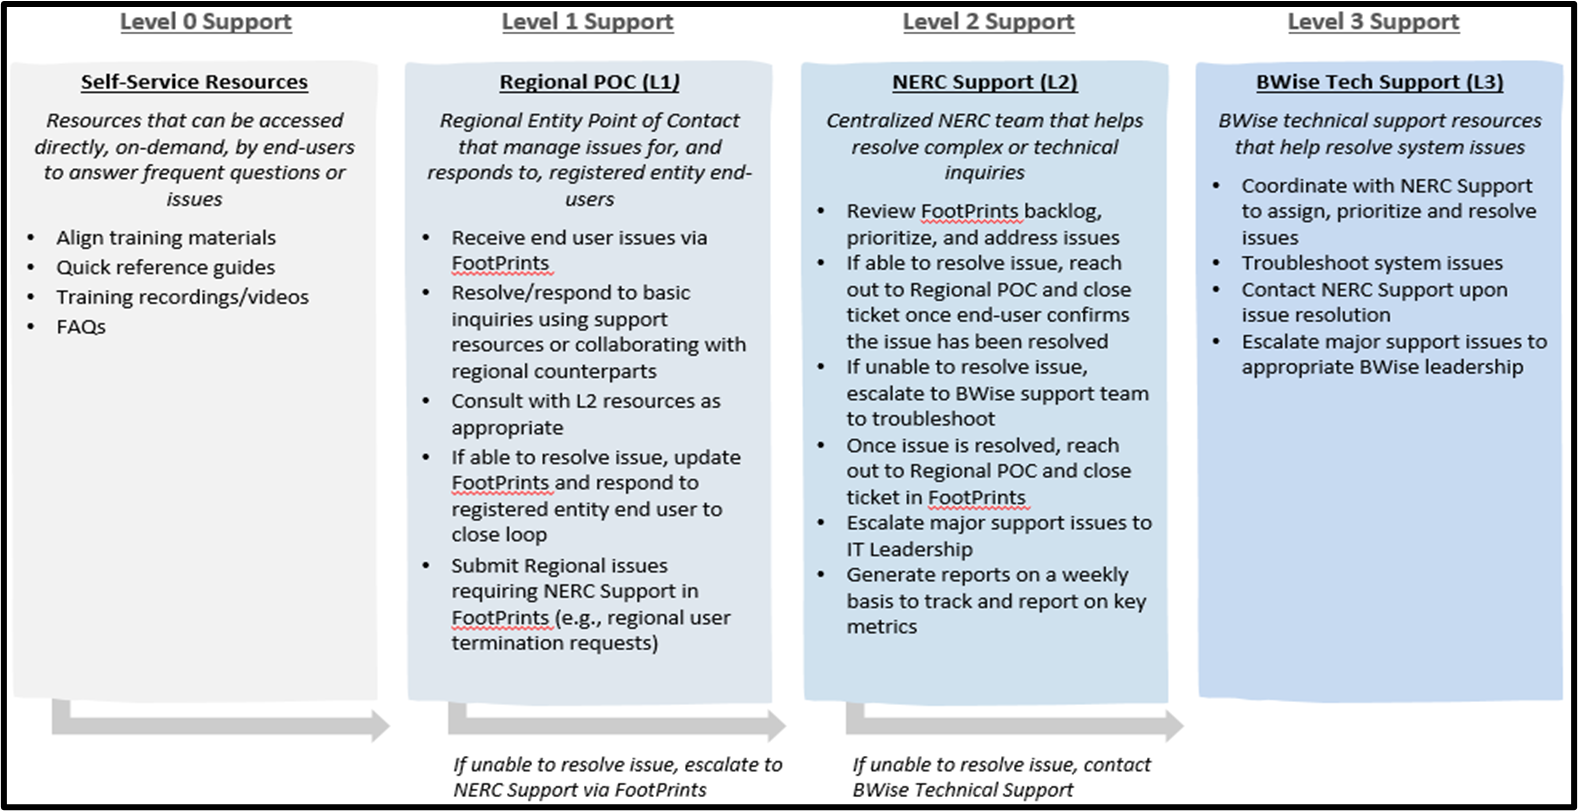 Level 0 Support
Self-Service Resources
Resources that can be accessed
directly, on-demand, by end-users
to answer frequent questions or
issues
• Align training materials
• Quick reference guides
• Training recordings/videos
• FAQs
Level 1 Support
Regional POC (L1)
Regional Entity Point of Contact
that manage issues for, and
responds to, registered entity end-
users
• Receive end user issues via
FootPrints
• Resolve/respond to basic
inquiries using support
resources or collaborating with
regional counterparts
• Consult with L2 resources as
appropriate
• If able to resolve issue, update
FootPrints and respond to
registered entity end user to
close loop
• Submit Regional issues
requiring NERC Support in
FootPrints (e.g., regional user
termination requests)
If unable to resolve issue, escalate to
NERC Support via FootPrints
Level 2 Support
NERC Support (L2)
Centralized NERC team that helps
resolve complex or technical
inquiries
• Review FootPrints backlog,
prioritize, and address issues
• If able to resolve issue, reach
out to Regional POC and close
ticket once end-user confirms
the issue has been resolved
• If unable to resolve issue,
escalate to BWise support team
to troubleshoot
• Once issue is resolved, reach
out to Regional POC and close
ticket in FootPrints
• Escalate major support issues to
IT Leadership
• Generate reports on a weekly
basis to track and report on key
metrics
If unable to resolve issue, contact
BWise Technical Support
Level 3 Support
BWise Tech Support (L3)
BWise technical support resources
that help resolve system issues
• Coordinate with NERC Support
to assign, prioritize and resolve
issues
• Troubleshoot system issues
• Contact NERC Support upon
issue resolution
• Escalate major support issues to
appropriate BWise leadership